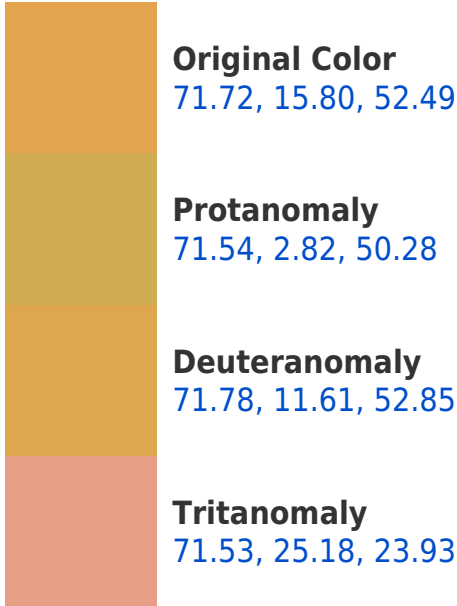 Original Color
71.72, 15.80, 52.49
Protanomaly
71.54, 2.82, 50.28
Deuteranomaly
71.78, 11.61, 52.85
Tritanomaly
71.53, 25.18, 23.93